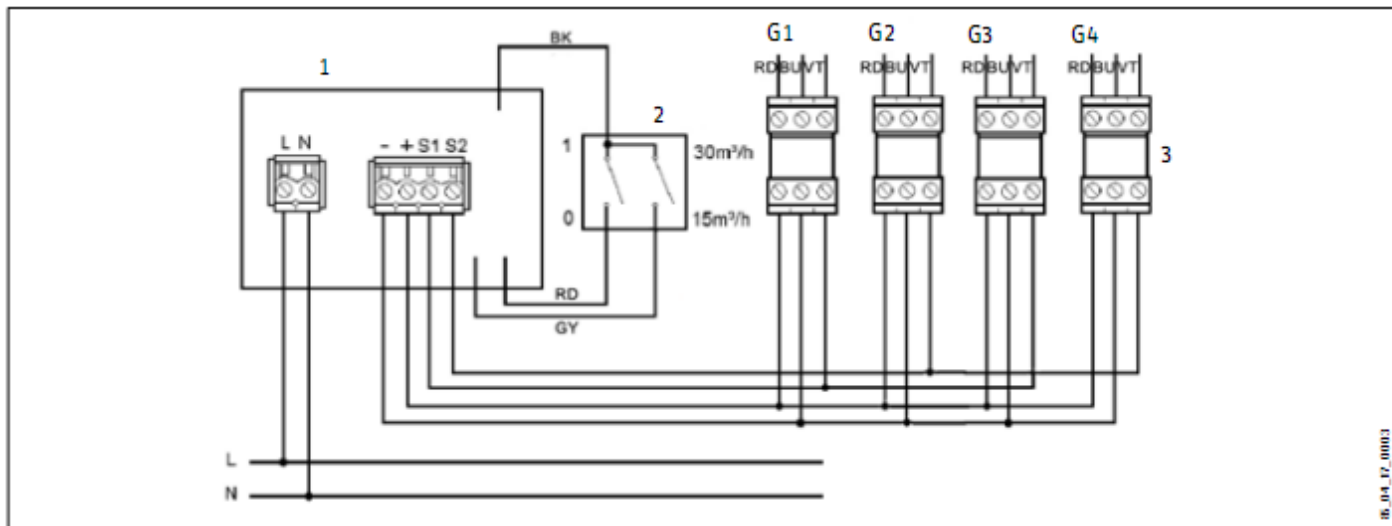 BK
G1 G2 G3 G4
RDBUVT RDBUVT RDBUVT RDBUVT
1
2
L N
- + S1 S2
1
30m³/h
3
0
15m³/h
RD
GY
L
N